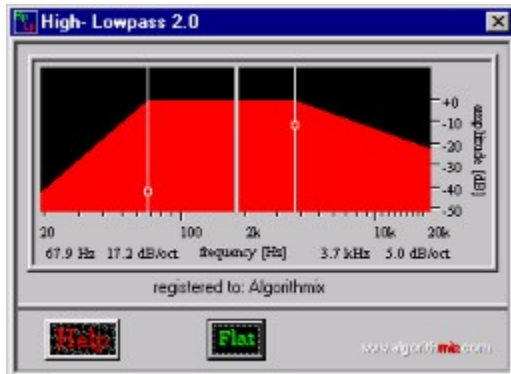 High- Lowpass 2.0
+0
-10
-20
-30
-40
-50
amplitude [dB]
20 100 2k 10k 20k
67.9 Hz 17.2 dB/oct frequency [Hz] 3.7 kHz 5.0 dB/oct
registered to: Algorithmix
Help Flat www.algorithmix.com